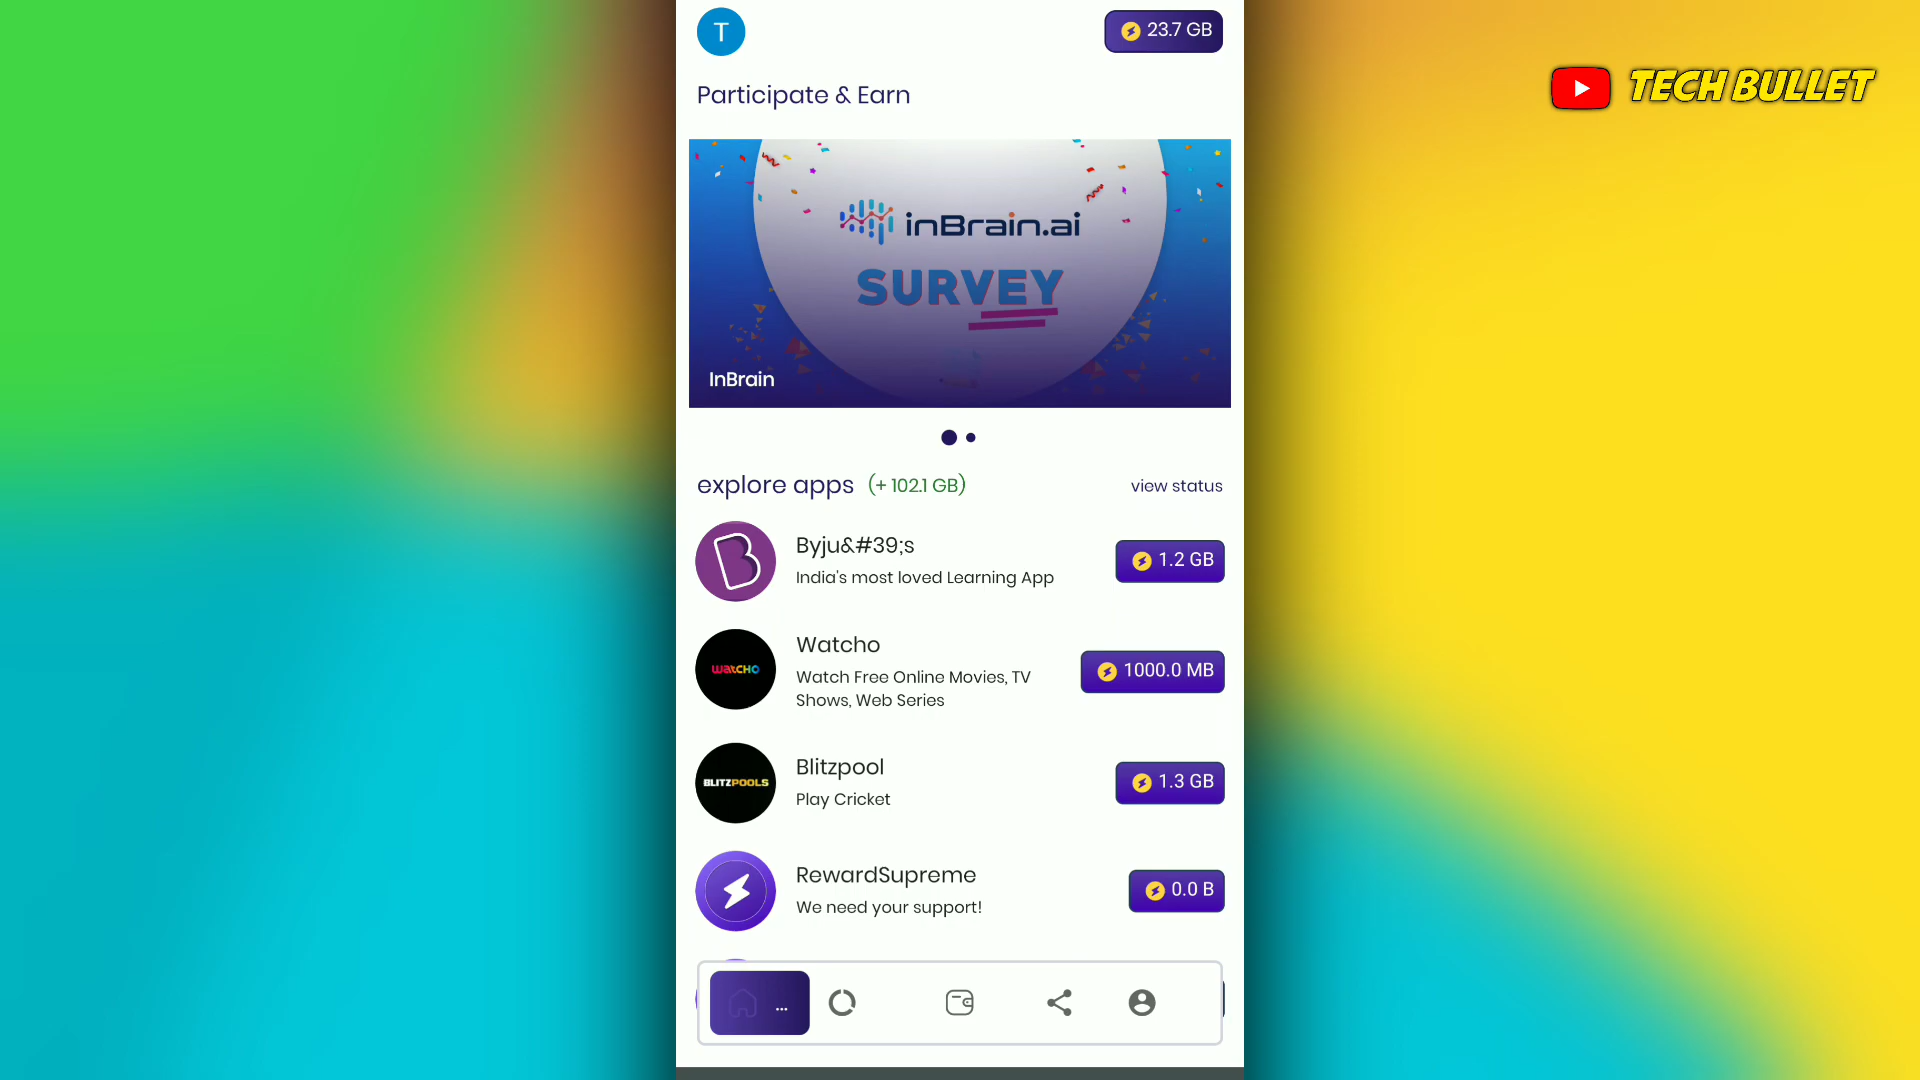 T
23.7 GB
TECH BULLET
Participate & Earn
inBrain.ai
SURVEY
InBrain
explore apps (+ 102.1 GB) view status
Byju&#39;s
India's most loved Learning App
1.2 GB
WATCHO
Watcho
Watch Free Online Movies, TV
Shows, Web Series
1000.0 MB
BLITZPOOLS
Blitzpool
Play Cricket
1.3 GB
RewardSupreme
We need your support!
0.0 B
...